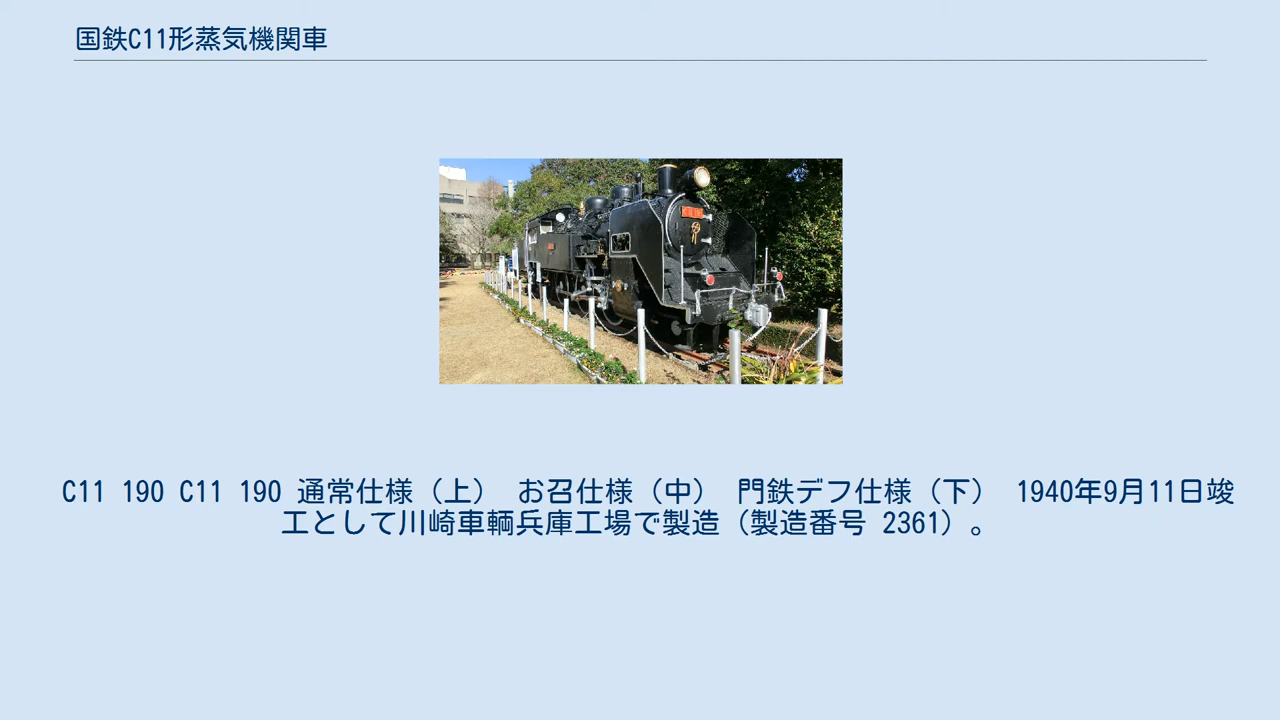 国鉄C11形蒸気機関車
C11 190 C11 190 通常仕様（上） お召仕様（中） 門鉄デフ仕様（下） 1940年9月11日竣
工として川崎車輌兵庫工場で製造（製造番号 2361）。